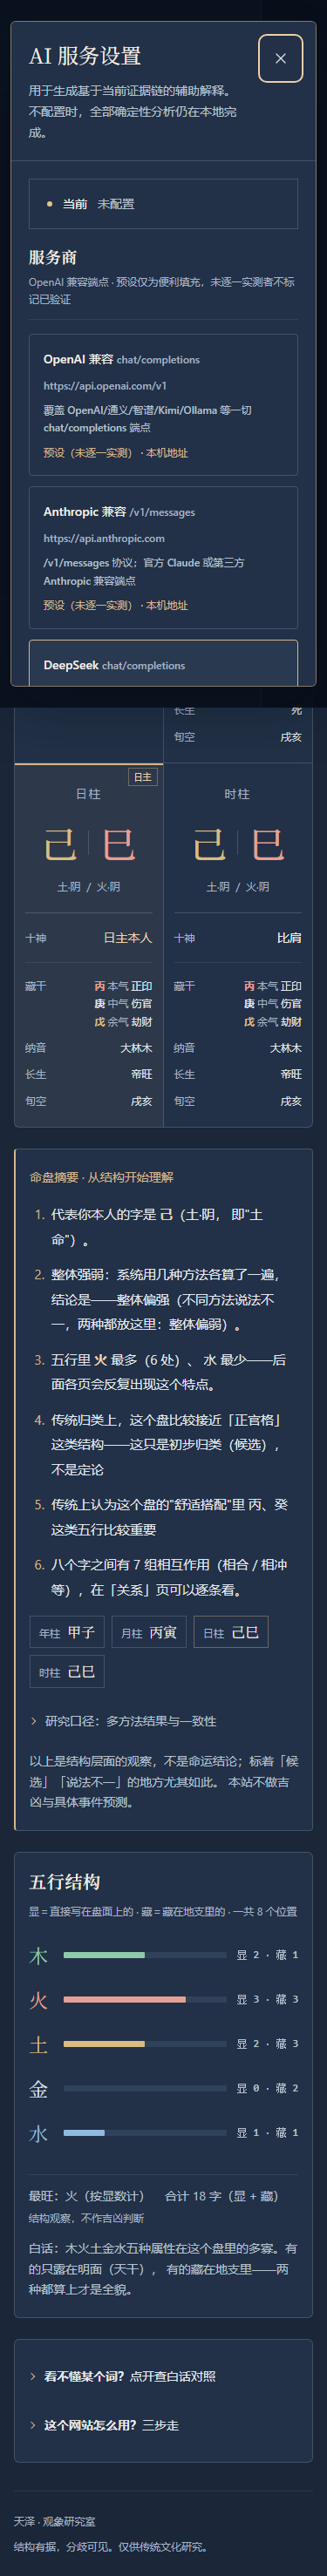 AI 服务设置
×
用于生成基于当前证据链的辅助解释。
不配置时，全部确定性分析仍在本地完
成。
当前 未配置
服务商
OpenAI 兼容端点 · 预设仅为便利填充，未逐一实测者不标
记已验证
OpenAI 兼容 chat/completions
https://api.openai.com/v1
覆盖 OpenAI/通义/智谱/Kimi/Ollama 等一切
chat/completions 端点
预设（未逐一实测） · 本机地址
Anthropic 兼容 /v1/messages
https://api.anthropic.com
/v1/messages 协议；官方 Claude 或第三方
Anthropic 兼容端点
预设（未逐一实测） · 本机地址
DeepSeek chat/completions
长生 死
旬空 戌亥
日主
日柱
己 巳
土·阴 / 火·阴
十神 日主本人
藏干 丙 本气 正印
庚 中气 伤官
戊 余气 劫财
纳音 大林木
长生 帝旺
旬空 戌亥
时柱
己 巳
土·阴 / 火·阴
十神 比肩
藏干 丙 本气 正印
庚 中气 伤官
戊 余气 劫财
纳音 大林木
长生 帝旺
旬空 戌亥
命盘摘要 · 从结构开始理解
1. 代表你本人的字是 己（土·阴， 即"土
命"）。
2. 整体强弱：系统用几种方法各算了一遍，
结论是——整体偏强（不同方法说法不
一，两种都放这里：整体偏弱）。
3. 五行里 火 最多（6 处）、 水 最少——后
面各页会反复出现这个特点。
4. 传统归类上，这个盘比较接近「正官格」
这类结构——这只是初步归类（候选），
不是定论
5. 传统上认为这个盘的"舒适搭配"里 丙、癸
这类五行比较重要
6. 八个字之间有 7 组相互作用（相合 / 相冲
等），在「关系」页可以逐条看。
年柱 甲子
月柱 丙寅
日柱 己巳
时柱 己巳
› 研究口径：多方法结果与一致性
以上是结构层面的观察，不是命运结论；标着「候
选」「说法不一」的地方尤其如此。 本站不做吉
凶与具体事件预测。
五行结构
显 = 直接写在盘面上的 · 藏 = 藏在地支里的 · 一共 8 个位置
木 显 2 · 藏 1
火 显 3 · 藏 3
土 显 2 · 藏 3
金 显 0 · 藏 2
水 显 1 · 藏 1
最旺：火（按显数计） 合计 18 字（显 + 藏）
结构观察，不作吉凶判断
白话：木火土金水五种属性在这个盘里的多寡。有
的只露在明面（天干）， 有的藏在地支里——两
种都算上才是全貌。
› 看不懂某个词？点开查白话对照
› 这个网站怎么用？三步走
天泽 · 观象研究室
结构有据，分歧可见。仅供传统文化研究。